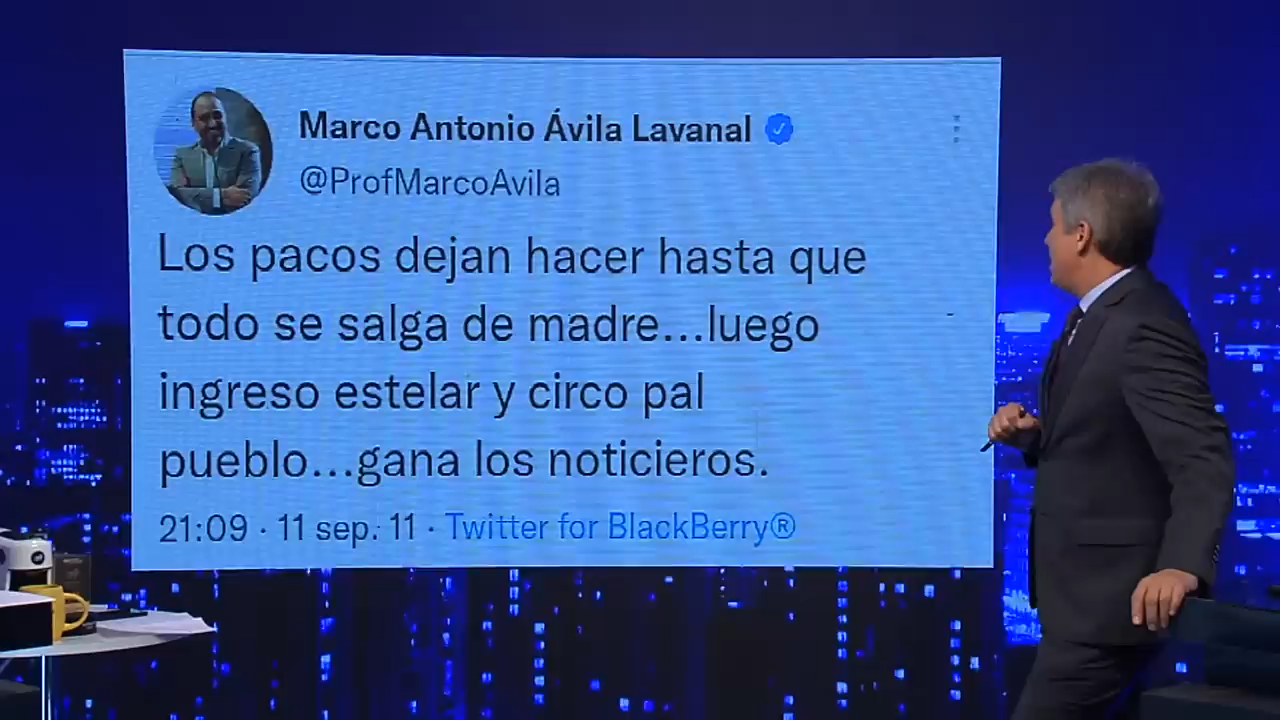 Marco Antonio Ávila Lavanal
@ProfMarcoAvila
Los pacos dejan hacer hasta que
todo se salga de madre...luego
ingreso estelar y circo pal
pueblo...gana los noticieros.
21:09 · 11 sep. 11 · Twitter for BlackBerry®